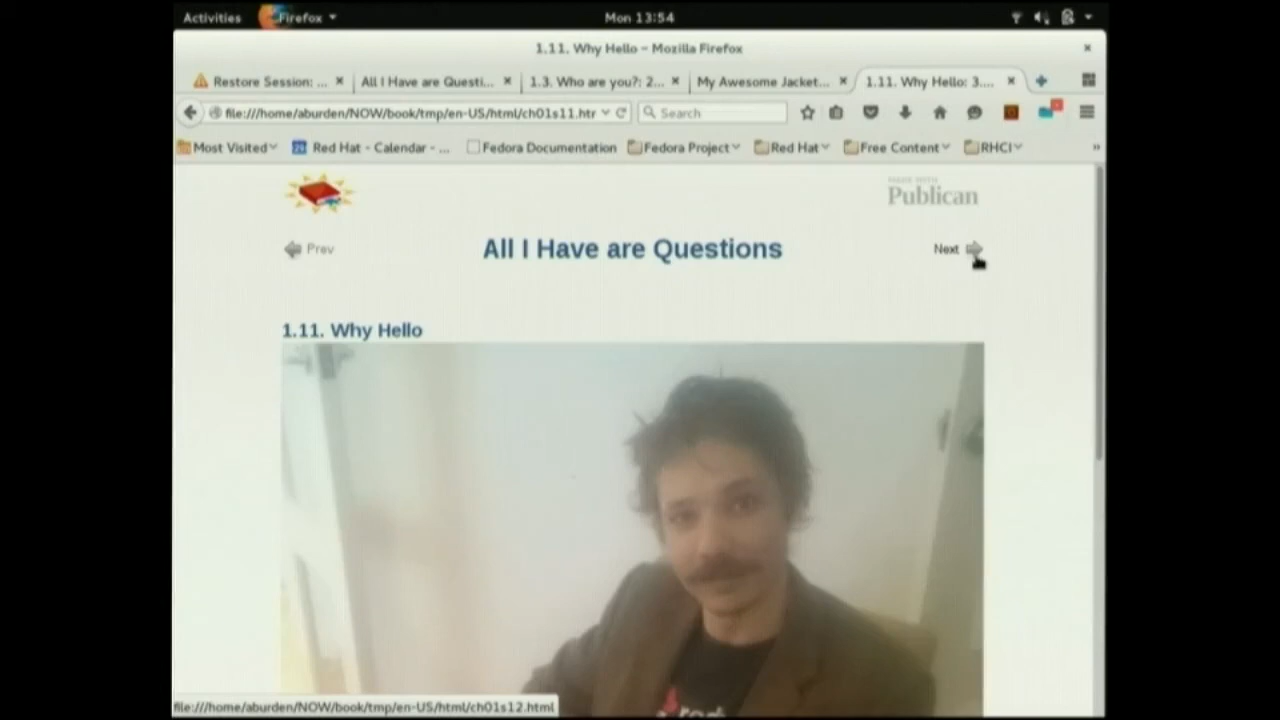 Activities Firefox Mon 13:54
1.11. Why Hello – Mozilla Firefox
Restore Session: ... All I Have are Questi... 1.3. Who are you?: 2... My Awesome Jacket... 1.11. Why Hello: 3....
file:///home/aburden/NOW/book/tmp/en-US/html/ch01s11.htr Search
Most Visited Red Hat - Calendar - ... Fedora Documentation Fedora Project Red Hat Free Content RHCI »
Publican
Prev All I Have are Questions Next
1.11. Why Hello
file:///home/aburden/NOW/book/tmp/en-US/html/ch01s12.html